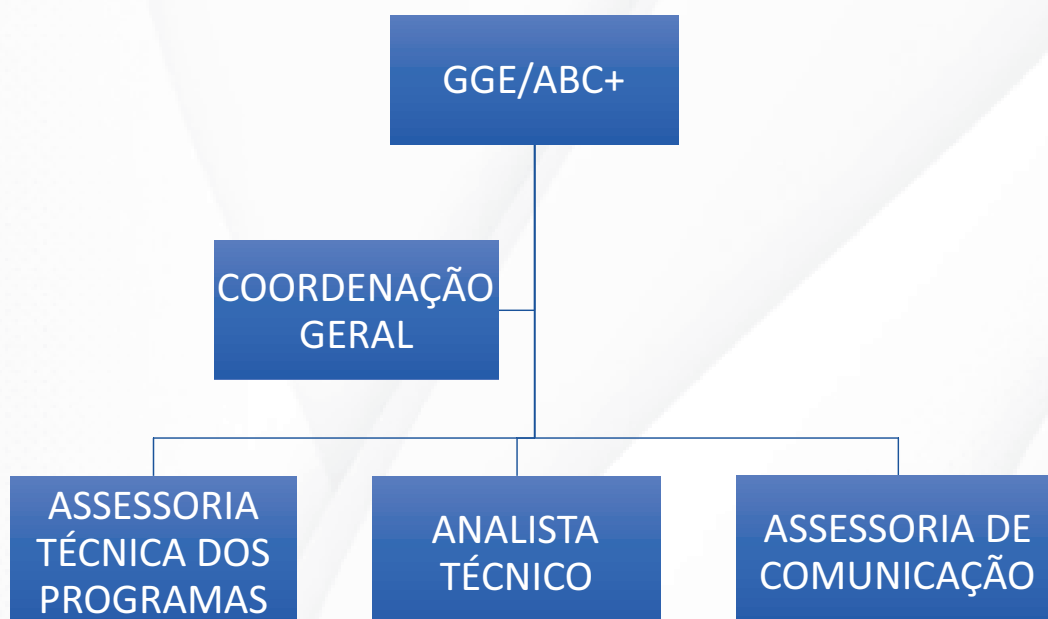 GGE/ABC+
COORDENAÇÃO
GERAL
ASSESSORIA
TÉCNICA DOS
PROGRAMAS
ANALISTA
TÉCNICO
ASSESSORIA DE
COMUNICAÇÃO